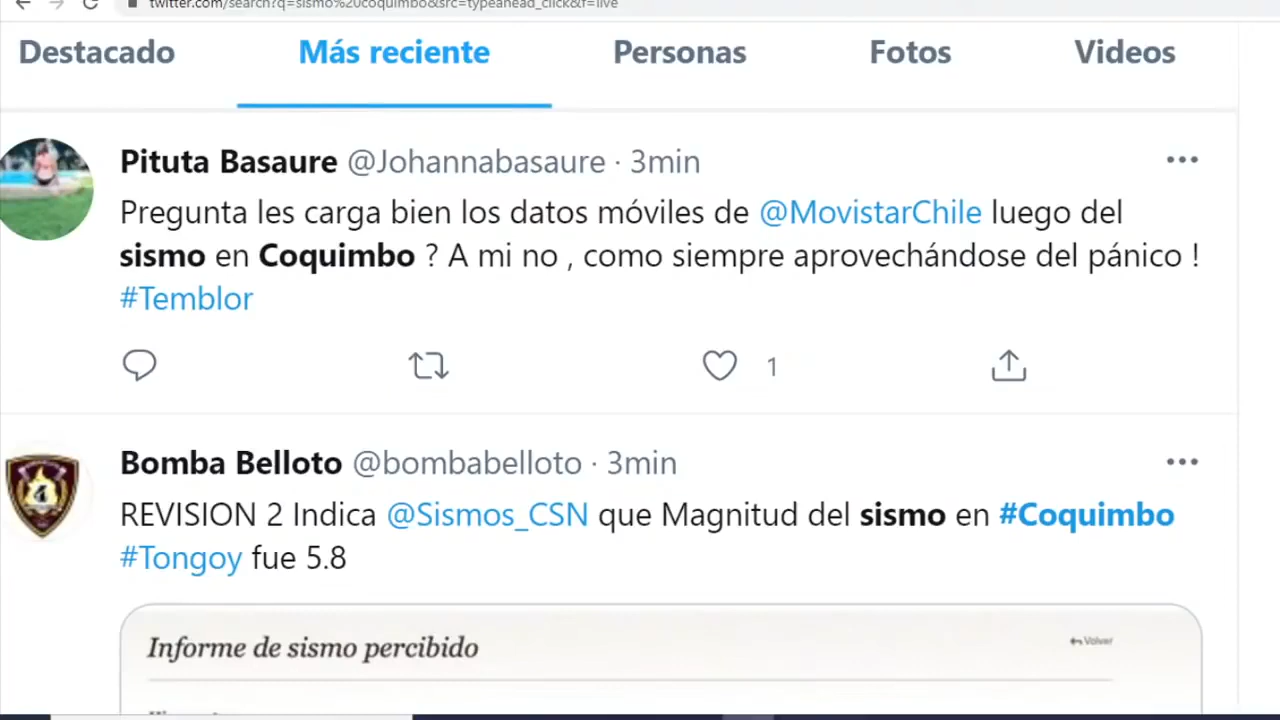 twitter.com/search?q=sismo%20coquimbo&src=typeahead_click&f=live
Destacado Más reciente Personas Fotos Videos
Pituta Basaure @Johannabasaure · 3min
Pregunta les carga bien los datos móviles de @MovistarChile luego del
sismo en Coquimbo ? A mi no , como siempre aprovechándose del pánico !
#Temblor
1
Bomba Belloto @bombabelloto · 3min
REVISION 2 Indica @Sismos_CSN que Magnitud del sismo en #Coquimbo
#Tongoy fue 5.8
Informe de sismo percibido
Volver